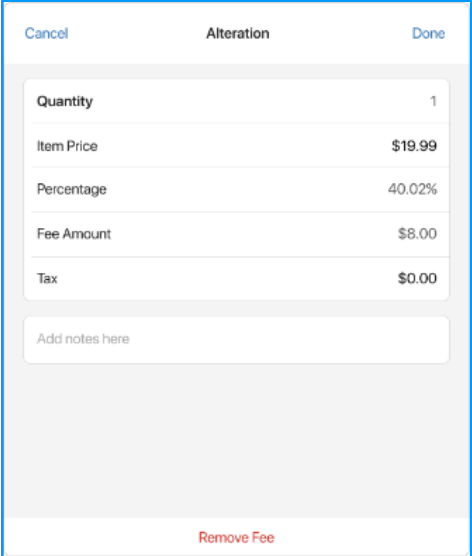 Cancel Alteration Done
Quantity 1
Item Price $19.99
Percentage 40.02%
Fee Amount $8.00
Tax $0.00
Add notes here
Remove Fee